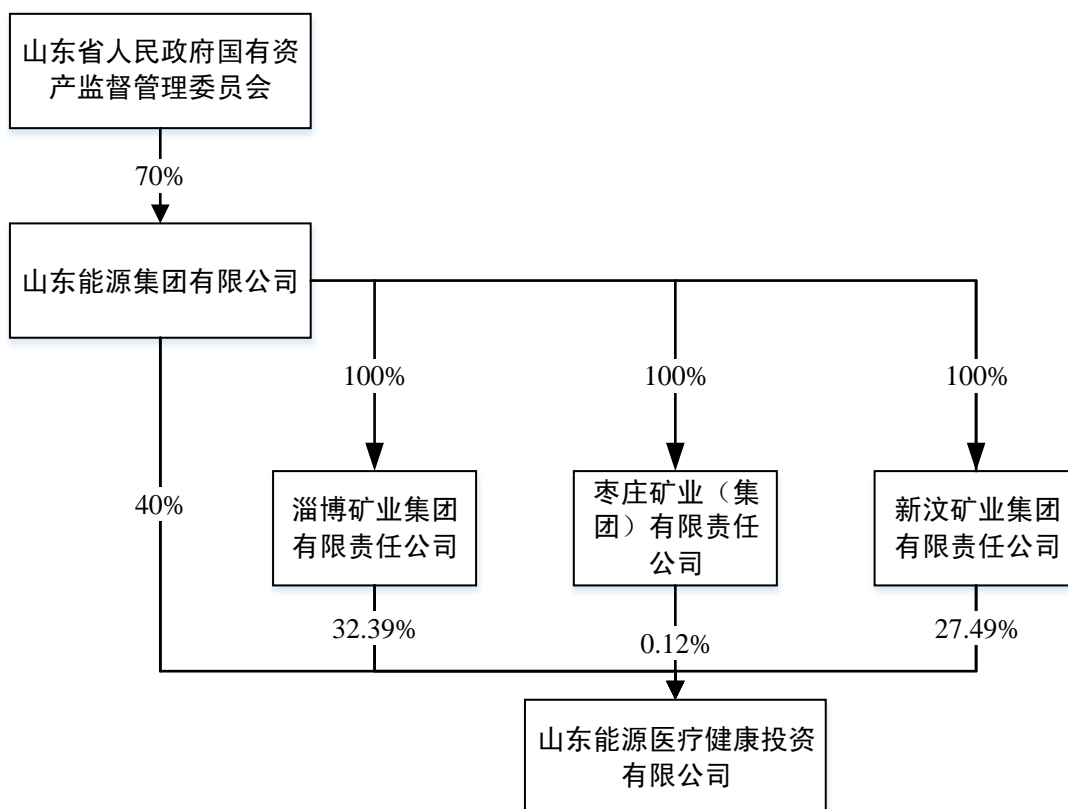 山东省人民政府国有资
产监督管理委员会
70%
山东能源集团有限公司
100%
100%
100%
40%
淄博矿业集团
有限责任公司
枣庄矿业（集
团）有限责任
公司
新汶矿业集团
有限责任公司
32.39%
0.12%
27.49%
山东能源医疗健康投资
有限公司